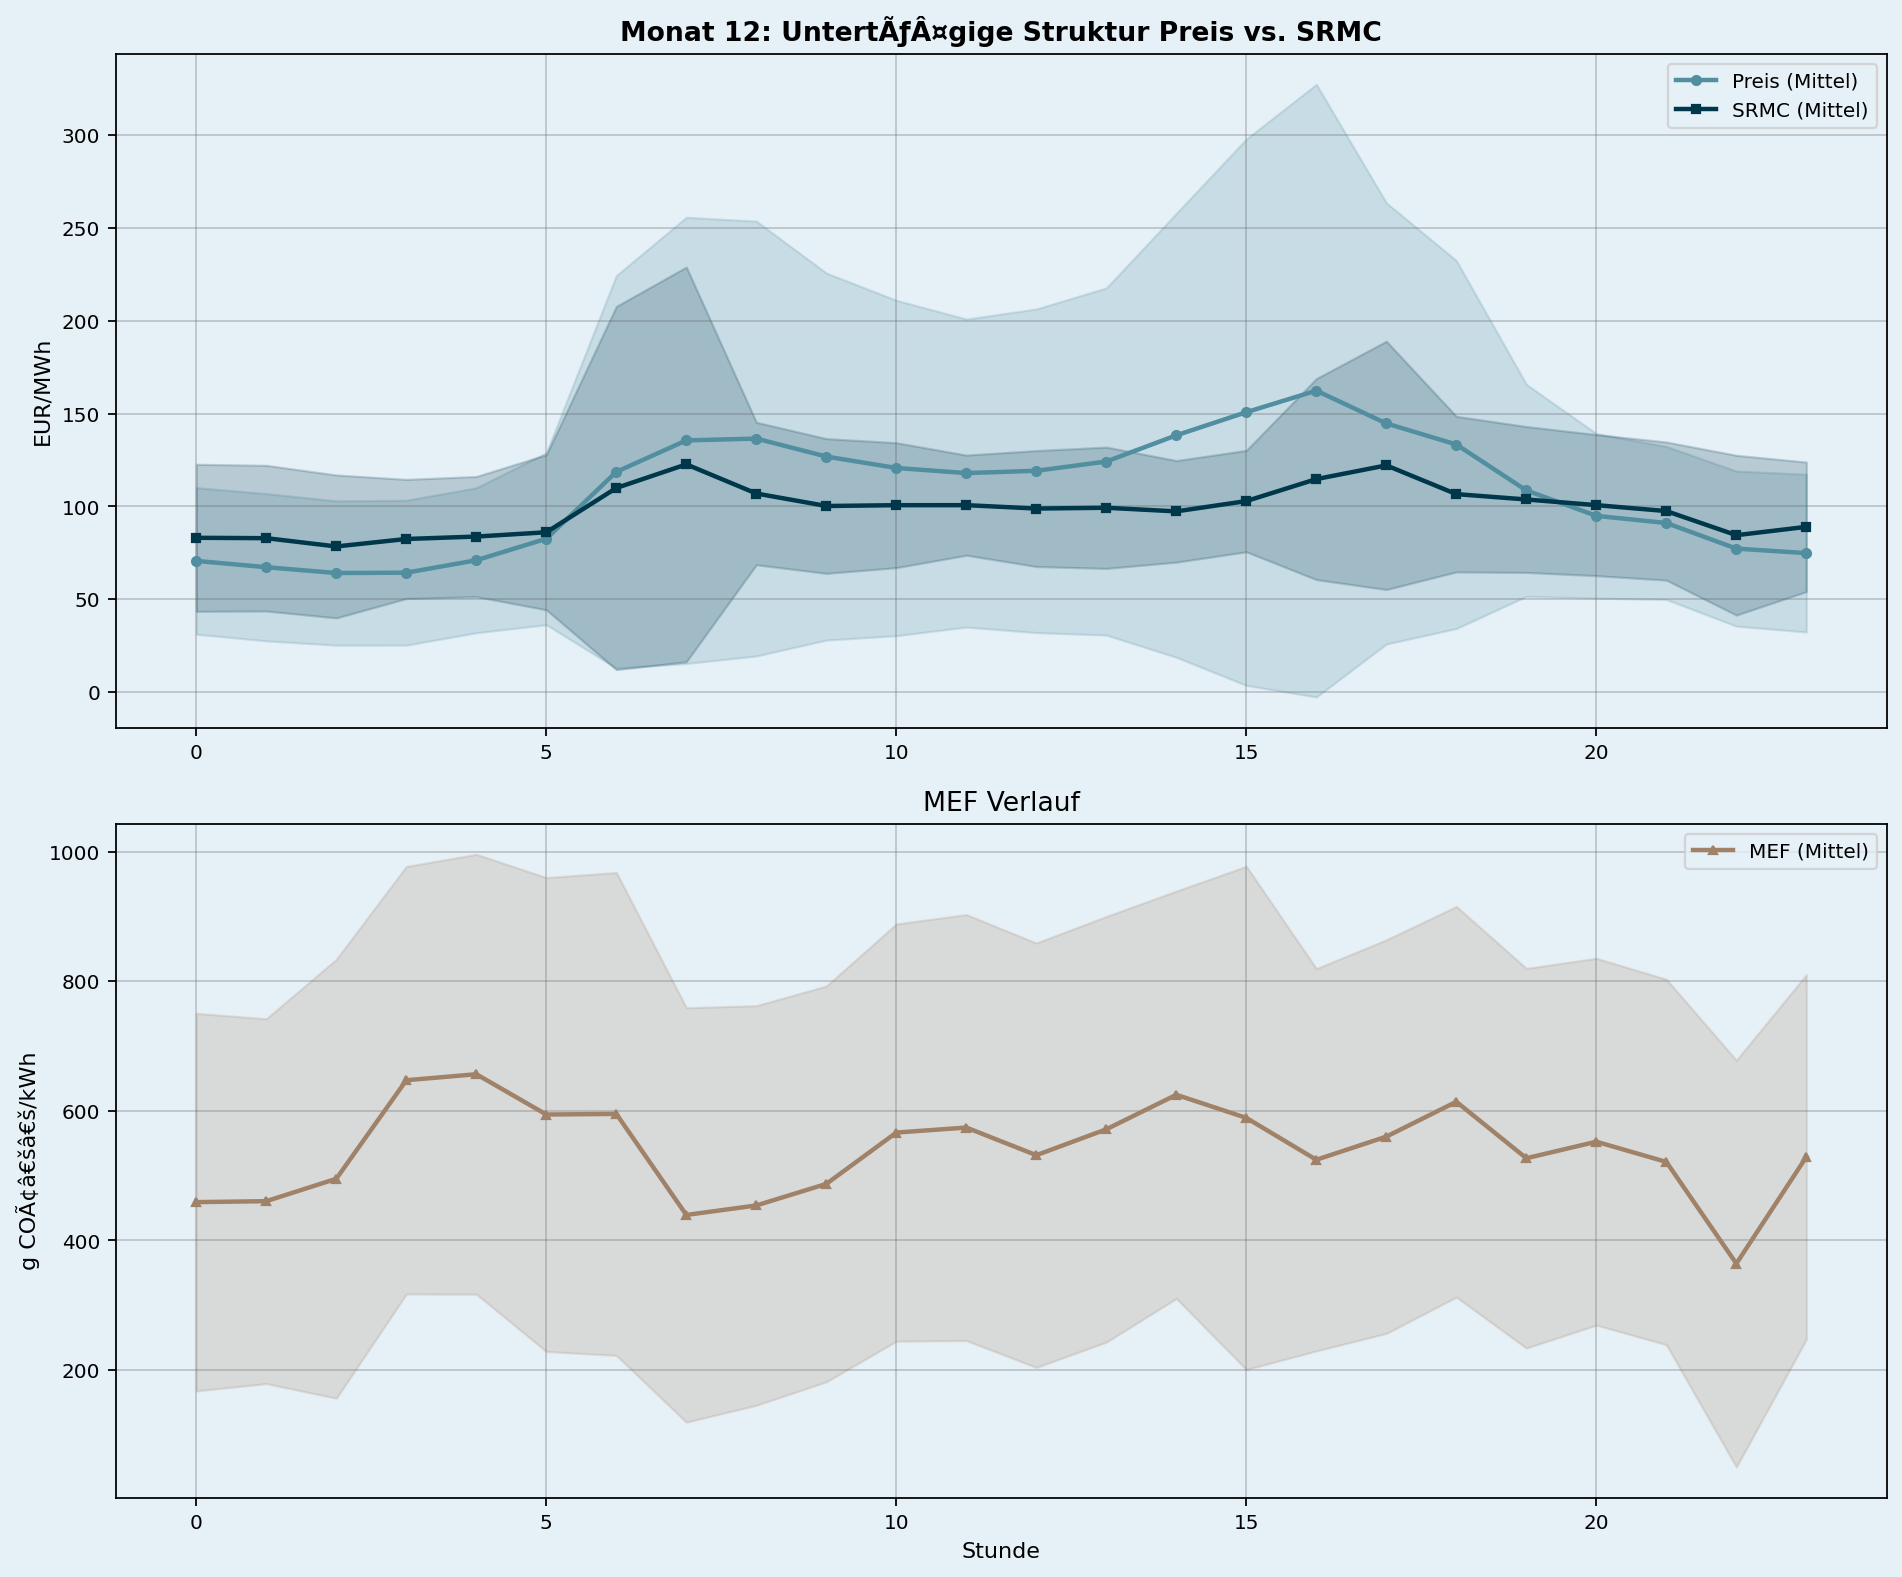 Monat 12: UntertÃƒÂ¤gige Struktur Preis vs. SRMC
Preis (Mittel)
SRMC (Mittel)
EUR/MWh
300
250
200
150
100
50
0
0 5 10 15 20
MEF Verlauf
MEF (Mittel)
g COÃ¢â€šâ€š/kWh
1000
800
600
400
200
0 5 10 15 20
Stunde